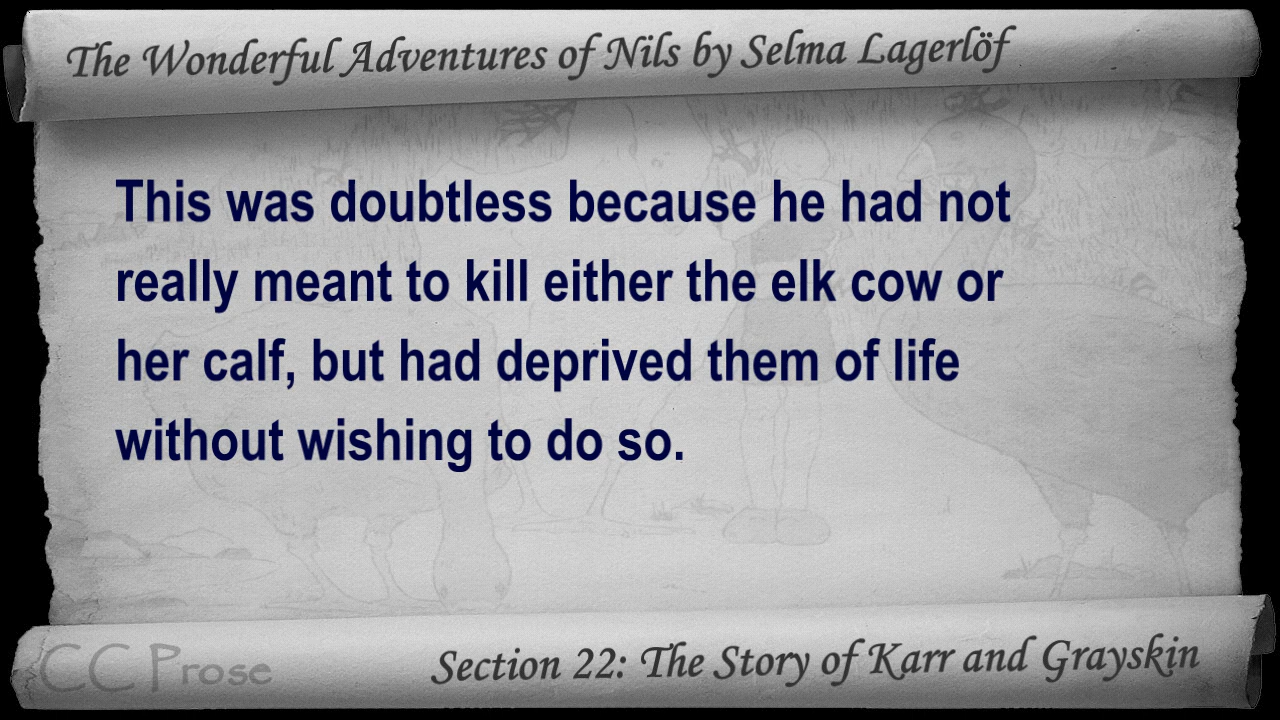 The Wonderful Adventures of Nils by Selma Lagerlöf
This was doubtless because he had not
really meant to kill either the elk cow or
her calf, but had deprived them of life
without wishing to do so.
CC Prose
Section 22: The Story of Karr and Grayskin